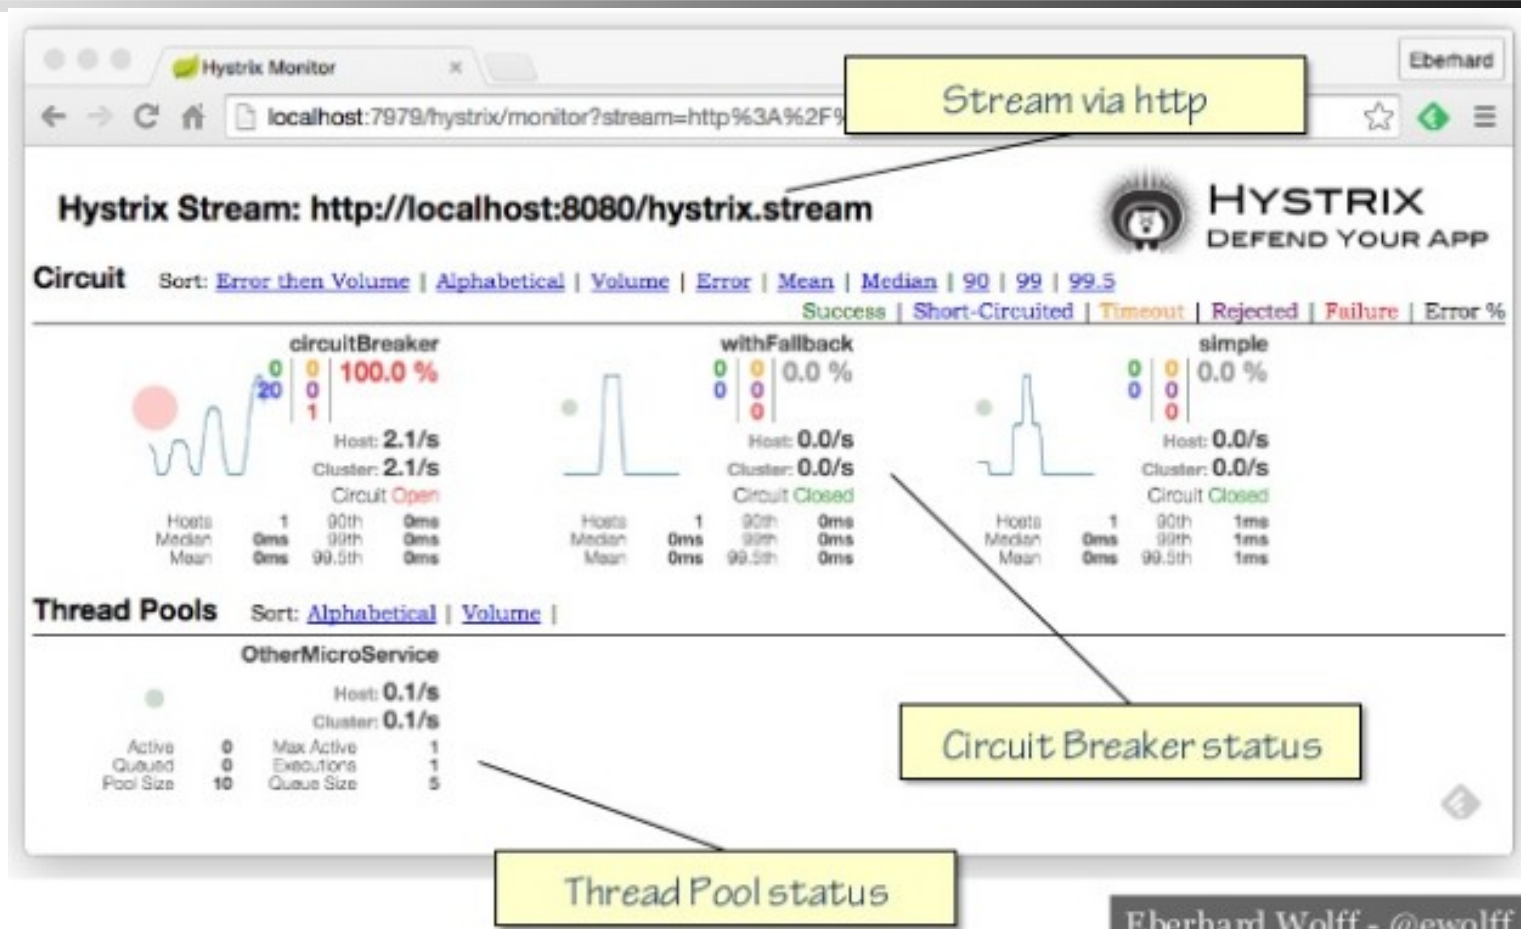 Hystrix Monitor
Eberhard
localhost:7979/hystrix/monitor?stream=http%3A%2F%
Stream via http
Hystrix Stream: http://localhost:8080/hystrix.stream
HYSTRIX
DEFEND YOUR APP
Circuit Sort: Error then Volume | Alphabetical | Volume | Error | Mean | Median | 90 | 99 | 99.5
Success | Short-Circuited | Timeout | Rejected | Failure | Error %
circuitBreaker
0 0 100.0 %
20 0
1
Host: 2.1/s
Cluster: 2.1/s
Circuit Open
Hosts 1 90th 0ms
Median 0ms 99th 0ms
Mean 0ms 99.5th 0ms
withFallback
0 0 0.0 %
0 0
0
Host: 0.0/s
Cluster: 0.0/s
Circuit Closed
Hosts 1 90th 0ms
Median 0ms 99th 0ms
Mean 0ms 99.5th 0ms
simple
0 0 0.0 %
0 0
0
Host: 0.0/s
Cluster: 0.0/s
Circuit Closed
Hosts 1 90th 1ms
Median 0ms 99th 1ms
Mean 0ms 99.5th 1ms
Thread Pools Sort: Alphabetical | Volume |
OtherMicroService
Host: 0.1/s
Cluster: 0.1/s
Active 0 Max Active 1
Queued 0 Executions 1
Pool Size 10 Queue Size 5
Circuit Breaker status
Thread Pool status
Eberhard Wolff - @ewolff